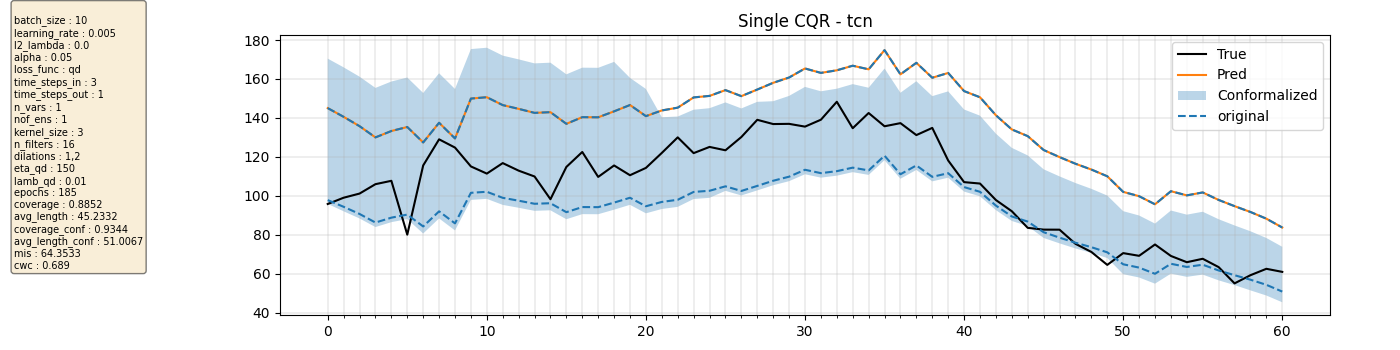 batch_size : 10
learning_rate : 0.005
l2_lambda : 0.0
alpha : 0.05
loss_func : qd
time_steps_in : 3
time_steps_out : 1
n_vars : 1
nof_ens : 1
kernel_size : 3
n_filters : 16
dilations : 1,2
eta_qd : 150
lamb_qd : 0.01
epochs : 185
coverage : 0.8852
avg_length : 45.2332
coverage_conf : 0.9344
avg_length_conf : 51.0067
mis : 64.3533
cwc : 0.689
Single CQR - tcn
180
160
140
120
100
80
60
40
0 10 20 30 40 50 60
True
Pred
Conformalized
original